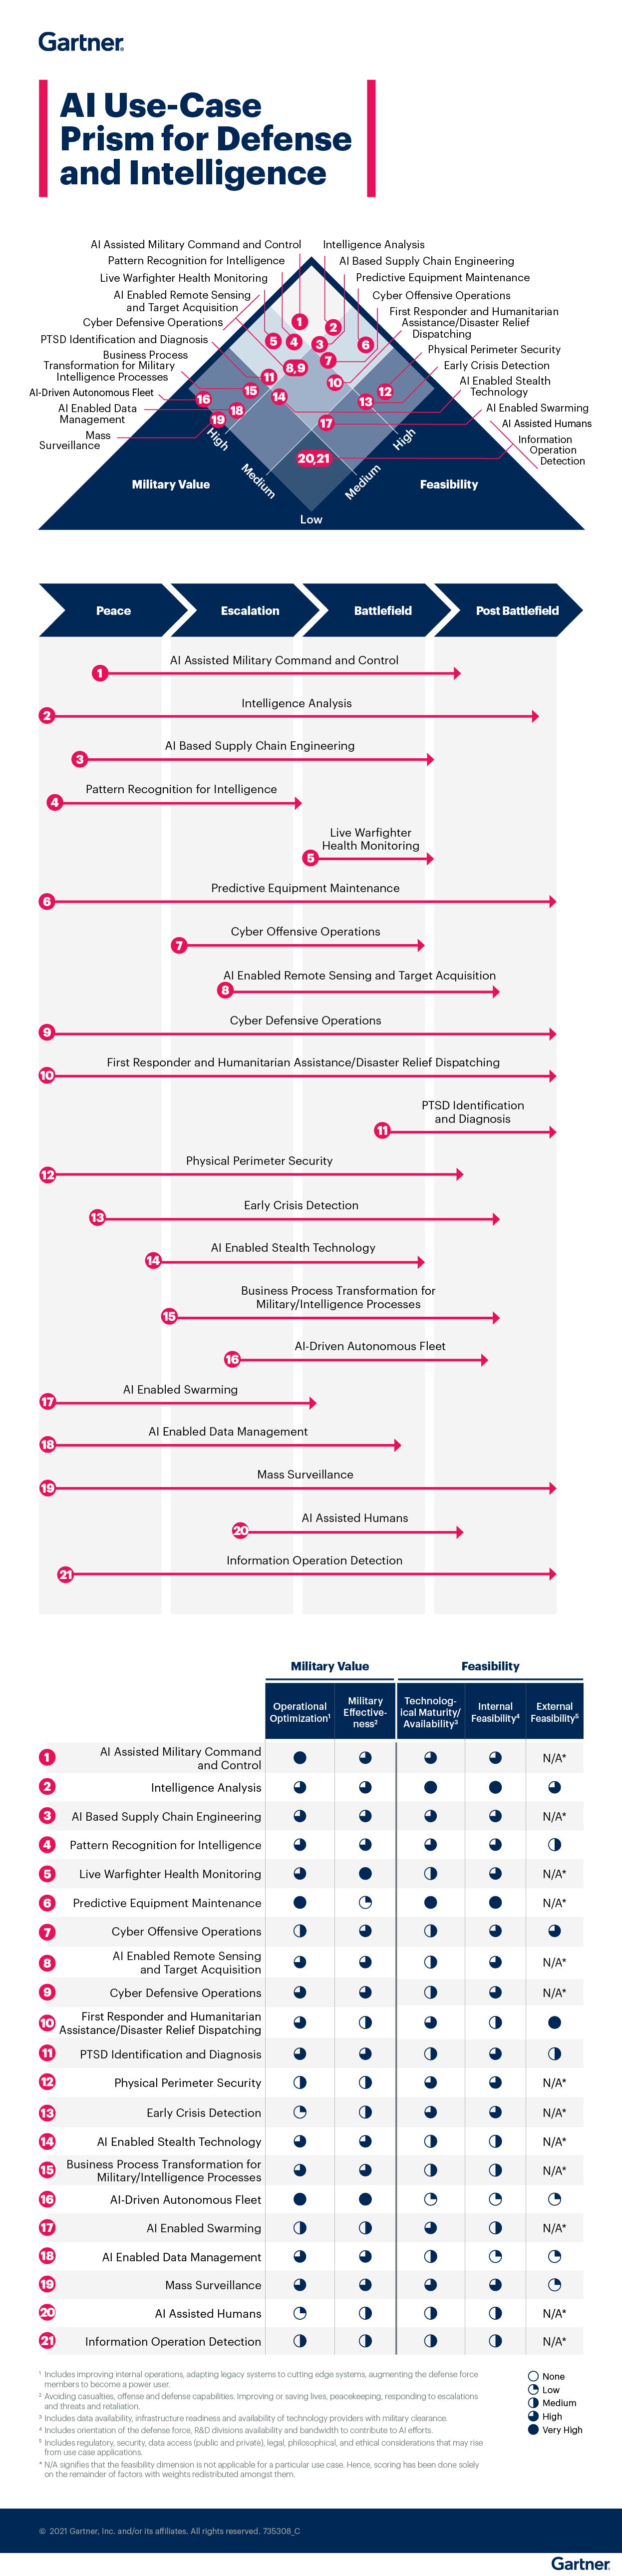 Gartner
AI Use-Case
Prism for Defense
and Intelligence
AI Assisted Military Command and Control
Pattern Recognition for Intelligence
Live Warfighter Health Monitoring
AI Enabled Remote Sensing
and Target Acquisition
Cyber Defensive Operations
PTSD Identification and Diagnosis
Business Process
Transformation for Military
Intelligence Processes
AI-Driven Autonomous Fleet
AI Enabled Data
Management
Mass
Surveillance
Intelligence Analysis
AI Based Supply Chain Engineering
Predictive Equipment Maintenance
Cyber Offensive Operations
First Responder and Humanitarian
Assistance/Disaster Relief
Dispatching
Physical Perimeter Security
Early Crisis Detection
AI Enabled Stealth
Technology
AI Enabled Swarming
AI Assisted Humans
Information
Operation
Detection
1
2
5
4
3
6
8,9
7
11
10
15
14
12
16
13
18
19
17
20,21
High
High
Medium
Medium
Low
Military Value
Feasibility
Peace
Escalation
Battlefield
Post Battlefield
AI Assisted Military Command and Control
1
Intelligence Analysis
2
AI Based Supply Chain Engineering
3
Pattern Recognition for Intelligence
4
Live Warfighter
Health Monitoring
5
Predictive Equipment Maintenance
6
Cyber Offensive Operations
7
AI Enabled Remote Sensing and Target Acquisition
8
Cyber Defensive Operations
9
First Responder and Humanitarian Assistance/Disaster Relief Dispatching
10
PTSD Identification
and Diagnosis
11
Physical Perimeter Security
12
Early Crisis Detection
13
AI Enabled Stealth Technology
14
Business Process Transformation for
Military/Intelligence Processes
15
AI-Driven Autonomous Fleet
16
AI Enabled Swarming
17
AI Enabled Data Management
18
Mass Surveillance
19
AI Assisted Humans
20
Information Operation Detection
21
Military Value
Feasibility
Operational
Optimization1
Military
Effective-
ness2
Technolog-
ical Maturity/
Availability3
Internal
Feasibility4
External
Feasibility5
1 AI Assisted Military Command
and Control N/A*
2 Intelligence Analysis
3 AI Based Supply Chain Engineering N/A*
4 Pattern Recognition for Intelligence
5 Live Warfighter Health Monitoring N/A*
6 Predictive Equipment Maintenance N/A*
7 Cyber Offensive Operations
8 AI Enabled Remote Sensing
and Target Acquisition N/A*
9 Cyber Defensive Operations N/A*
10 First Responder and Humanitarian
Assistance/Disaster Relief Dispatching
11 PTSD Identification and Diagnosis
12 Physical Perimeter Security N/A*
13 Early Crisis Detection N/A*
14 AI Enabled Stealth Technology N/A*
15 Business Process Transformation for
Military/Intelligence Processes N/A*
16 AI-Driven Autonomous Fleet
17 AI Enabled Swarming N/A*
18 AI Enabled Data Management
19 Mass Surveillance
20 AI Assisted Humans N/A*
21 Information Operation Detection N/A*
1 Includes improving internal operations, adapting legacy systems to cutting edge systems, augmenting the defense force
members to become a power user.
2 Avoiding casualties, offense and defense capabilities. Improving or saving lives, peacekeeping, responding to escalations
and threats and retaliation.
3 Includes data availability, infrastructure readiness and availability of technology providers with military clearance.
4 Includes orientation of the defense force, R&D divisions availability and bandwidth to contribute to AI efforts.
5 Includes regulatory, security, data access (public and private), legal, philosophical, and ethical considerations that may rise
from use case applications.
* N/A signifies that the feasibility dimension is not applicable for a particular use case. Hence, scoring has been done solely
on the remainder of factors with weights redistributed amongst them.
None
Low
Medium
High
Very High
© 2021 Gartner, Inc. and/or its affiliates. All rights reserved. 735308_C
Gartner